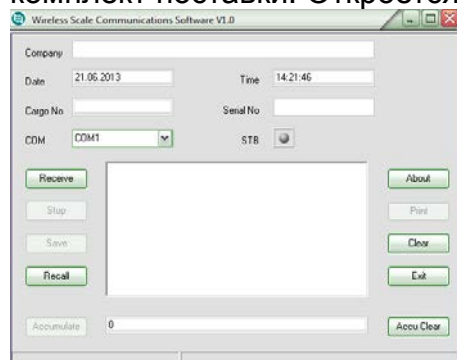 комплект поставки. Откроется
Wireless Scale Communications Software V1.0
Company
Date 21.06.2013 Time 14:21:46
Cargo No Serial No
COM COM1 STB
Receive About
Stop Print
Save Clear
Recall Exit
Accumulate 0 Accu Clear